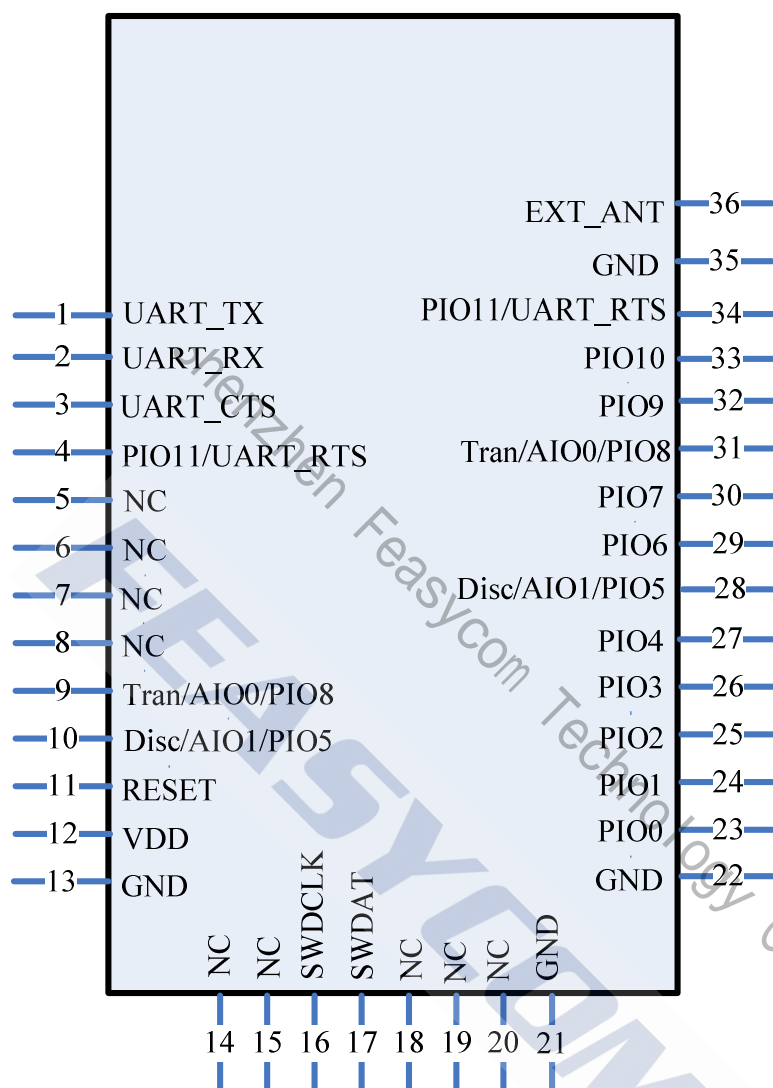 EXT_ANT 36
GND 35
1 UART_TX
PIO11/UART_RTS 34
2 UART_RX
PIO10 33
3 UART_CTS
PIO9 32
4 PIO11/UART_RTS
Tran/AIO0/PIO8 31
5 NC
PIO7 30
6 NC
PIO6 29
7 NC
Disc/AIO1/PIO5 28
8 NC
PIO4 27
9 Tran/AIO0/PIO8
PIO3 26
10 Disc/AIO1/PIO5
PIO2 25
11 RESET
PIO1 24
12 VDD
PIO0 23
13 GND
GND 22
NC
NC
SWDCLK
SWDAT
NC
NC
NC
GND
14 15 16 17 18 19 20 21
Shenzhen Feasycom Technology
FEASYCOM